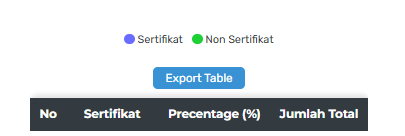 Sertifikat Non Sertifikat
Export Table
No Sertifikat Precentage (%) Jumlah Total